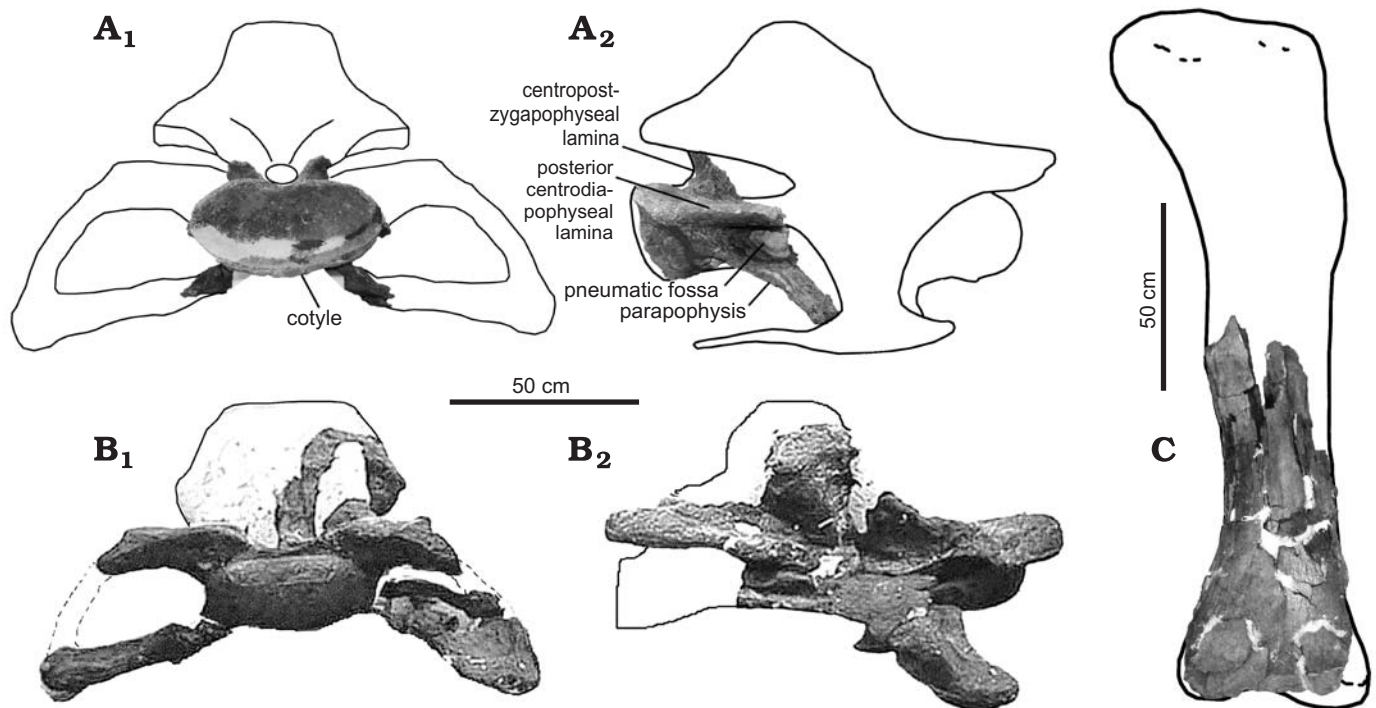 A1
A2
centropost-
zygapophyseal
lamina
posterior
centrodia-
pophyseal
lamina
pneumatic fossa
parapophysis
cotyle
50 cm
50 cm
B1
B2
C